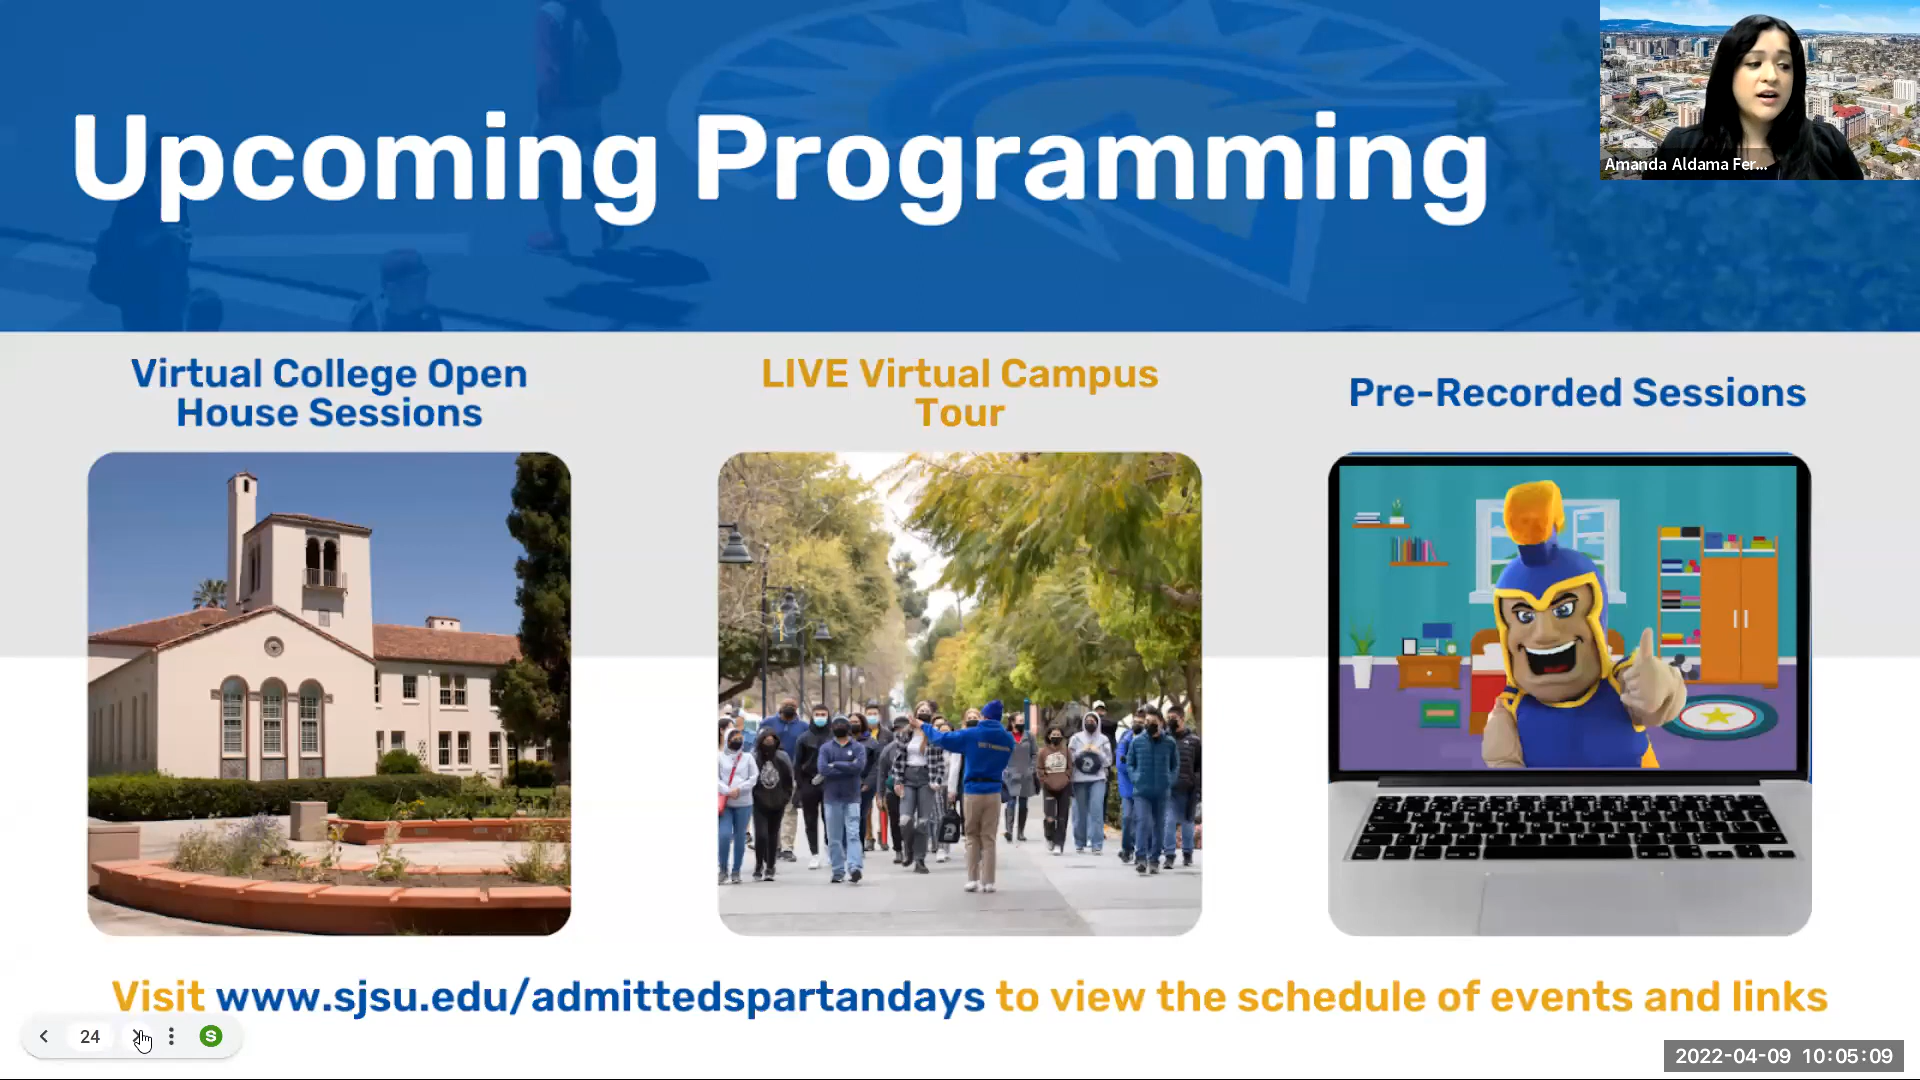 Upcoming Programming
Amanda Aldama Fer...
Virtual College Open
House Sessions
LIVE Virtual Campus
Tour
Pre-Recorded Sessions
Visit www.sjsu.edu/admittedspartandays to view the schedule of events and links
24
S
2022-04-09 10:05:09